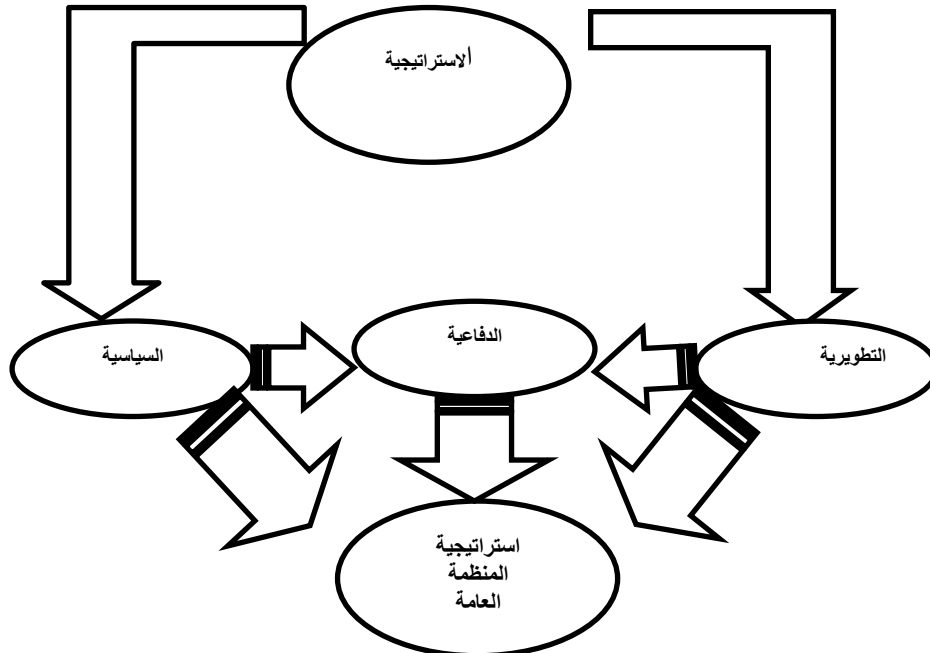 ألاستراتيجية
التطويرية
الدفاعية
السياسية
استراتيجية
المنظمة
العامة